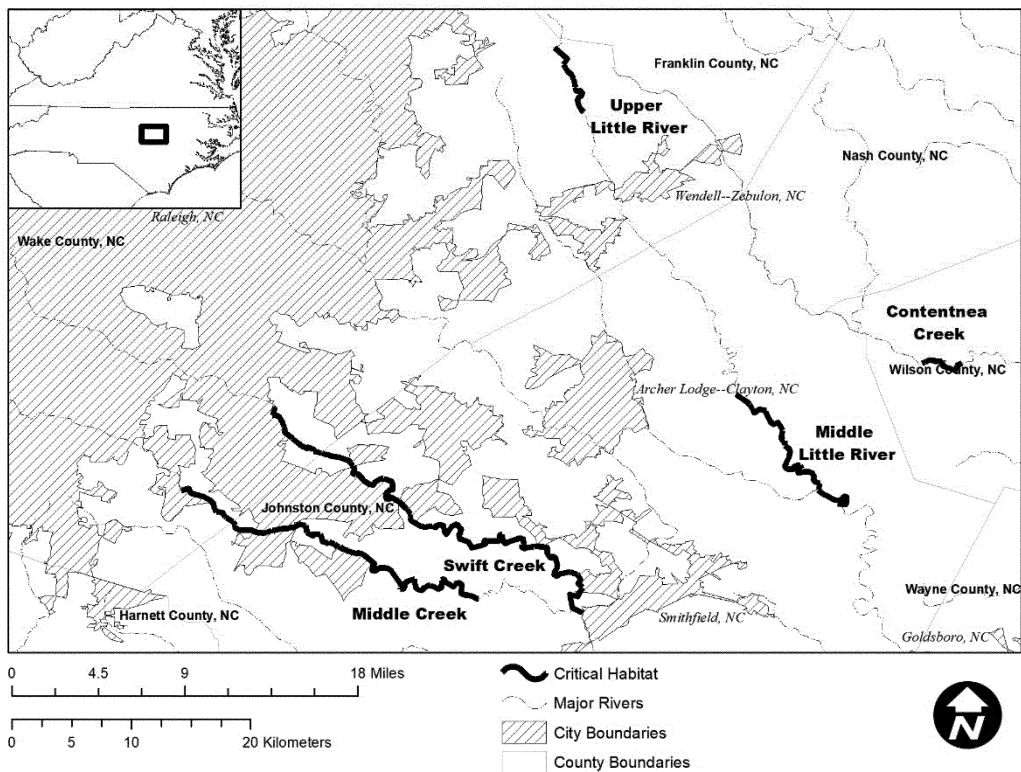 Franklin County, NC
Upper
Little River
Nash County, NC
Wendell--Zebulon, NC
Raleigh, NC
Wake County, NC
Contentnea
Creek
Wilson County, NC
Archer Lodge--Clayton, NC
Middle
Little River
Johnston County, NC
Swift Creek
Middle Creek
Wayne County, NC
Harnett County, NC
Smithfield, NC
Goldsboro, NC
0 4.5 9 18 Miles
0 5 10 20 Kilometers
Critical Habitat
Major Rivers
City Boundaries
County Boundaries
N